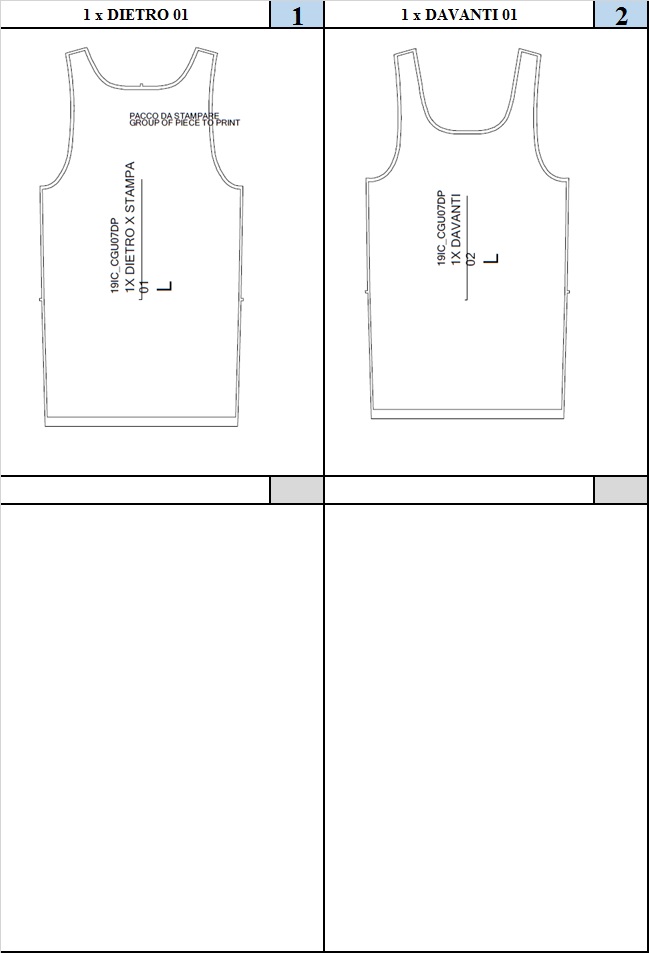 1 x DIETRO 01
1
1 x DAVANTI 01
2
PACCO DA STAMPARE
GROUP OF PIECE TO PRINT
19IC_CGU07DP
1X DIETRO X STAMPA
01
L
19IC_CGU07DP
1X DAVANTI
02
L